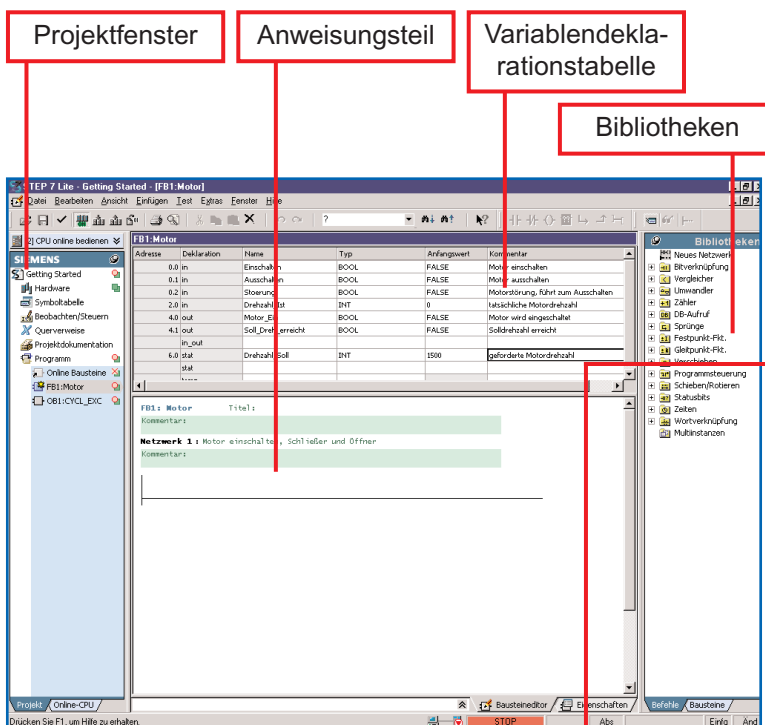 Projektfenster
Anweisungsteil
Variablendekla-
rationstabelle
Bibliotheken
STEP 7 Lite - Getting Started - [FB1:Motor]
Datei Bearbeiten Ansicht Einfügen Test Extras Fenster Hilfe
?
[2] CPU online bedienen
FB1:Motor
Bibliotheken
SIEMENS
Getting Started
Hardware
Symboltabelle
Beobachten/Steuern
Querverweise
Projektdokumentation
Programm
Online Bausteine
FB1:Motor
OB1:CYCL_EXC
Adresse Deklaration Name Typ Anfangswert Kommentar
0.0 in Einschalten BOOL FALSE Motor einschalten
0.1 in Ausschalten BOOL FALSE Motor ausschalten
0.2 in Stoerung BOOL FALSE Motorstörung, führt zum Ausschalten
2.0 in Drehzahl_Ist INT 0 tatsächliche Motordrehzahl
4.0 out Motor_Ein BOOL FALSE Motor wird eingeschaltet
4.1 out Soll_Dreh_erreicht BOOL FALSE Solldrehzahl erreicht
in_out
6.0 stat Drehzahl_Soll INT 1500 geforderte Motordrehzahl
stat
FB1: Motor Titel:
Kommentar:
Netzwerk 1: Motor einschalten, Schließer und Öffner
Kommentar:
Neues Netzwerk
Bitverknüpfung
Vergleicher
Umwandler
Zähler
DB-Aufruf
Sprünge
Festpunkt-Fkt.
Gleitpunkt-Fkt.
Verschieben
Programmsteuerung
Schieben/Rotieren
Statusbits
Zeiten
Wortverknüpfung
Multiinstanzen
Projekt Online-CPU
Bausteineditor Eigenschaften
Befehle Bausteine
Drücken Sie F1, um Hilfe zu erhalten.
STOP Abs Einfg Änd